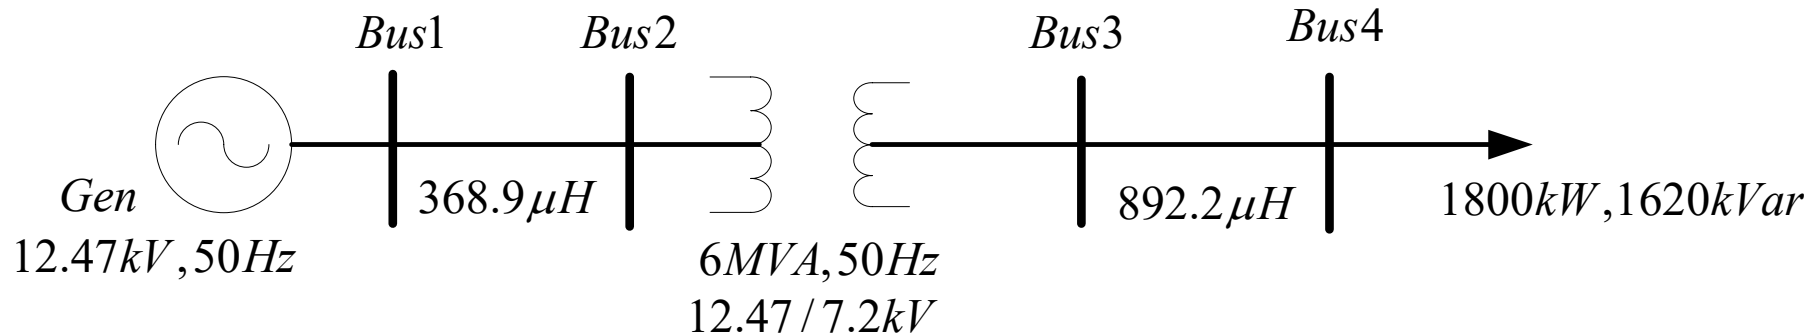 Bus1
Bus2
Bus3
Bus4
Gen
12.47kV,50Hz
368.9μH
6MVA,50Hz
12.47/7.2kV
892.2μH
1800kW,1620kVar